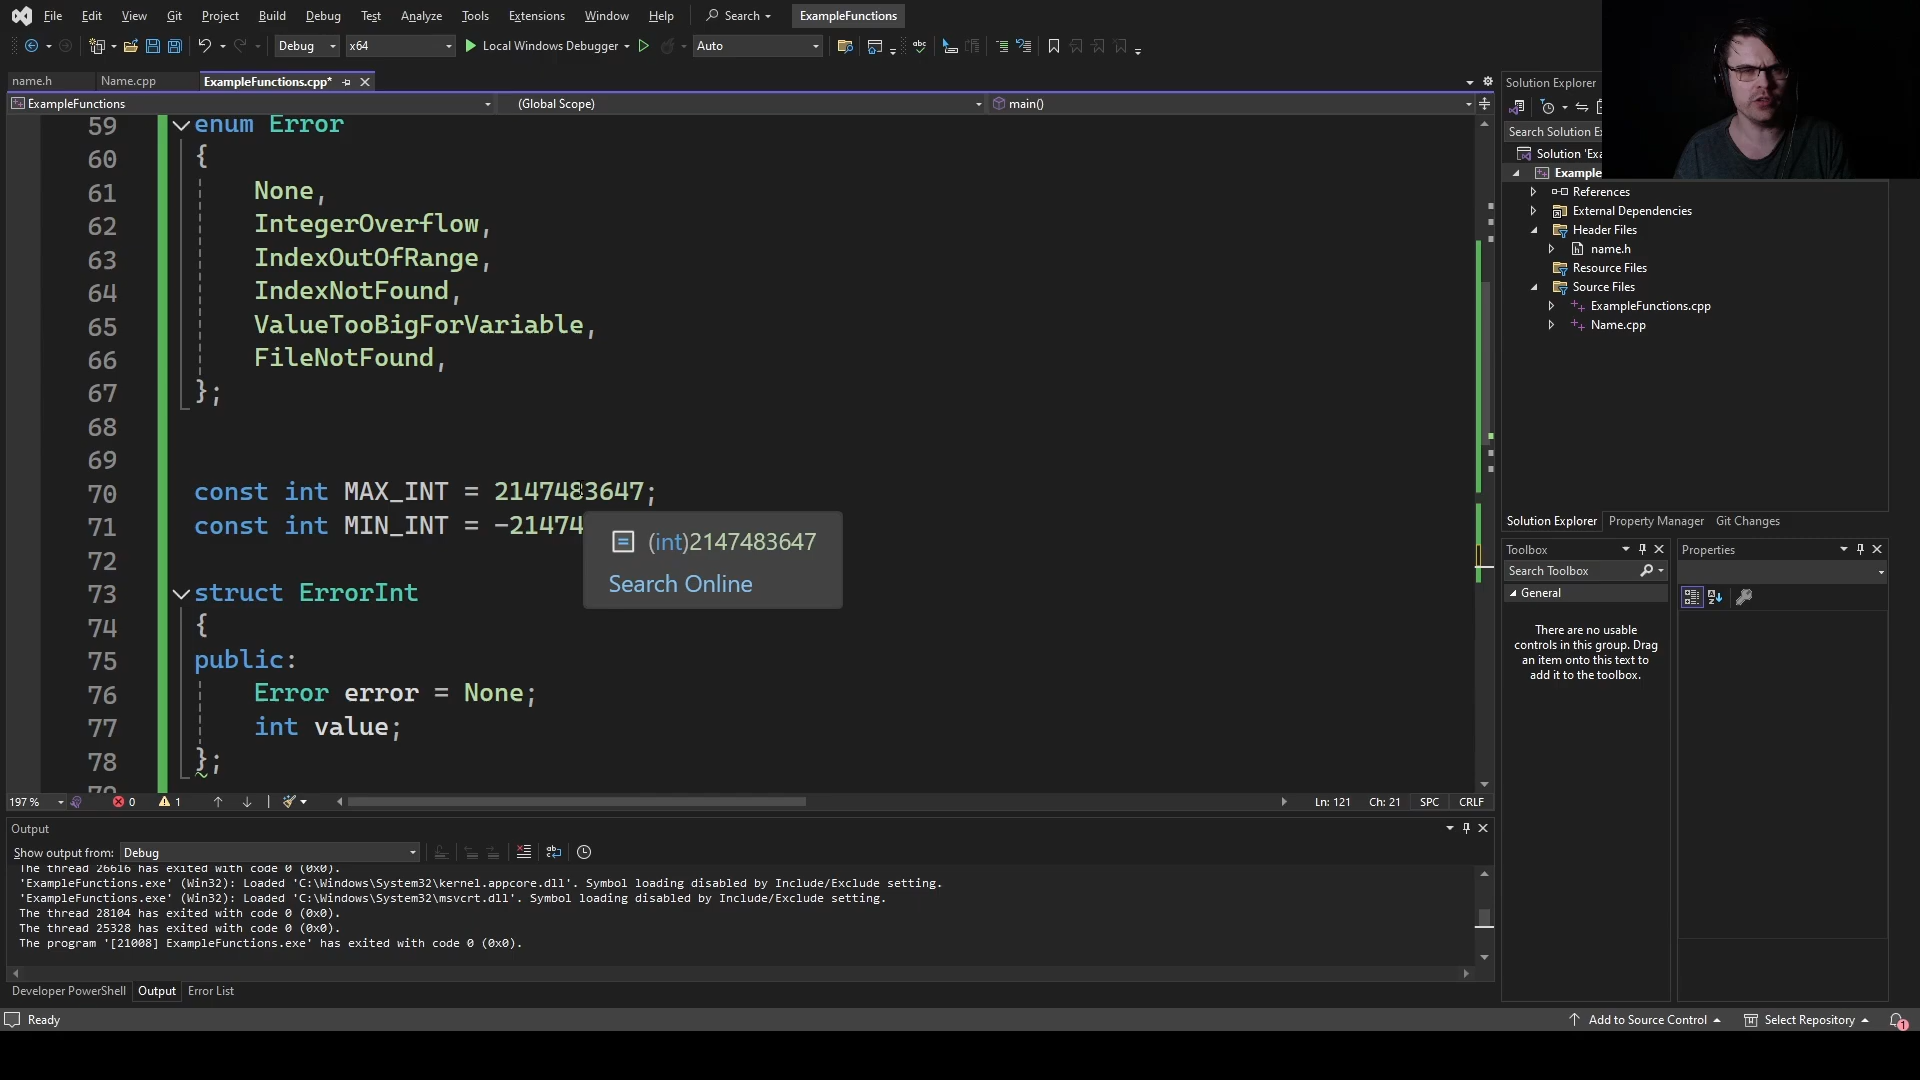 File Edit View Git Project Build Debug Test Analyze Tools Extensions Window Help Search ExampleFunctions
Debug x64 Local Windows Debugger Auto
name.h Name.cpp ExampleFunctions.cpp*
ExampleFunctions (Global Scope) main()
59 enum Error
60 {
61 None,
62 IntegerOverflow,
63 IndexOutOfRange,
64 IndexNotFound,
65 ValueTooBigForVariable,
66 FileNotFound,
67 };
68
69
70 const int MAX_INT = 2147483647;
71 const int MIN_INT = -21474
(int)2147483647
Search Online
72
73 struct ErrorInt
74 {
75 public:
76 Error error = None;
77 int value;
78 };
79
197 % 0 1 Ln: 121 Ch: 21 SPC CRLF
Output
Show output from: Debug
The thread 26616 has exited with code 0 (0x0).
'ExampleFunctions.exe' (Win32): Loaded 'C:\Windows\System32\kernel.appcore.dll'. Symbol loading disabled by Include/Exclude setting.
'ExampleFunctions.exe' (Win32): Loaded 'C:\Windows\System32\msvcrt.dll'. Symbol loading disabled by Include/Exclude setting.
The thread 28104 has exited with code 0 (0x0).
The thread 25328 has exited with code 0 (0x0).
The program '[21008] ExampleFunctions.exe' has exited with code 0 (0x0).
Developer PowerShell Output Error List
Ready Add to Source Control Select Repository 1
Solution Explorer
Search Solution E
Solution 'Exa
Example
References
External Dependencies
Header Files
name.h
Resource Files
Source Files
ExampleFunctions.cpp
Name.cpp
Solution Explorer Property Manager Git Changes
Toolbox
Search Toolbox
General
There are no usable
controls in this group. Drag
an item onto this text to
add it to the toolbox.
Properties